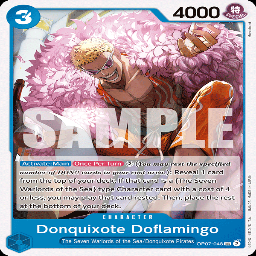 3
4000
特
SAMPLE
Activate: Main Once Per Turn ① (You may rest the specified
number of DON!! cards in your cost area.): Reveal 1 card
from the top of your deck. If that card is a {The Seven
Warlords of the Sea} type Character card with a cost of 4
or less, you may play that card rested. Then, place the rest
at the bottom of your deck.
CHARACTER
Donquixote Doflamingo
The Seven Warlords of the Sea/Donquixote Pirates
OP07-046